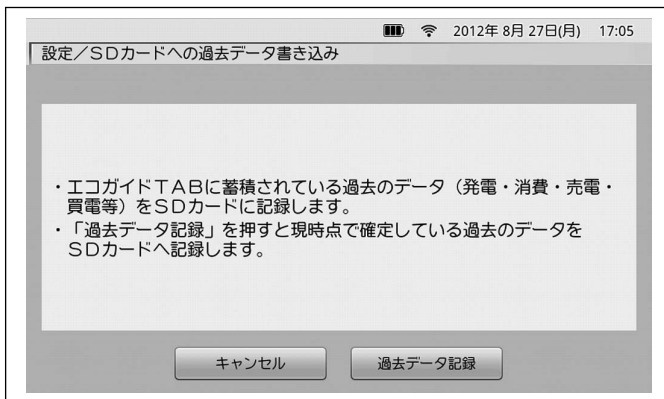 2012年 8月 27日(月) 17:05
設定／ＳＤカードへの過去データ書き込み
・エコガイドＴＡＢに蓄積されている過去のデータ（発電・消費・売電・
買電等）をＳＤカードに記録します。
・「過去データ記録」を押すと現時点で確定している過去のデータを
ＳＤカードへ記録します。
キャンセル
過去データ記録